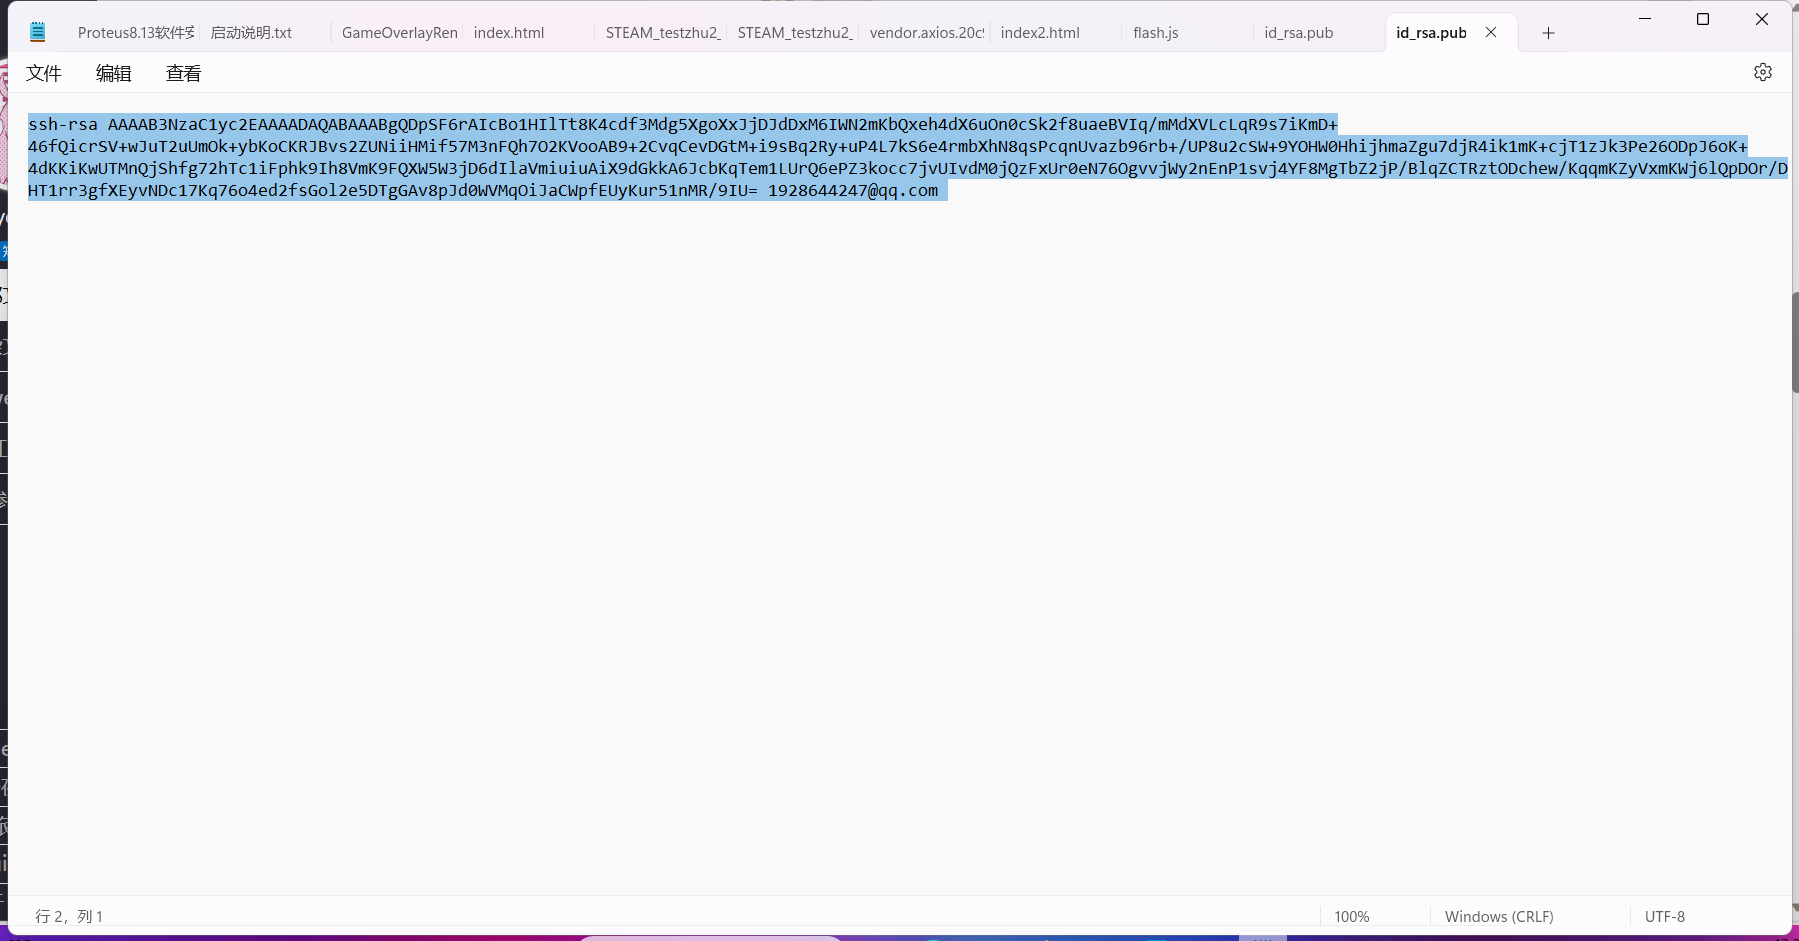 Proteus8.13软件安 启动说明.txt GameOverlayRen index.html STEAM_testzhu2_ STEAM_testzhu2_ vendor.axios.20c9 index2.html flash.js id_rsa.pub id_rsa.pub
文件 编辑 查看
ssh-rsa AAAAB3NzaC1yc2EAAAADAQABAAABgQDpSF6rAIcBo1HIlTt8K4cdf3Mdg5XgoXxJjDJdDxM6IWN2mKbQxeh4dX6uOn0cSk2f8uaeBVIq/mMdXVLcLqR9s7iKmD+
46fQicrSV+wJuT2uUmOk+ybKoCKRJBvs2ZUNiiHMif57M3nFQh7O2KVooAB9+2CvqCevDGtM+i9sBq2Ry+uP4L7kS6e4rmbXhN8qsPcqnUvazb96rb+/UP8u2cSW+9YOHW0HhijhmaZgu7djR4ik1mK+cjT1zJk3Pe26ODpJ6oK+
4dKKiKwUTMnQjShfg72hTc1iFphk9Ih8VmK9FQXW5W3jD6dIlaVmiuiuAiX9dGkkA6JcbKqTem1LUrQ6ePZ3kocc7jvUIvdM0jQzFxUr0eN76OgvvjWy2nEnP1svj4YF8MgTbZ2jP/BlqZCTRztODchew/KqqmKZyVxmKWj6lQpDOr/D
HT1rr3gfXEyvNDc17Kq76o4ed2fsGol2e5DTgGAv8pJd0WVMqOiJaCWpfEUyKur51nMR/9IU= 1928644247@qq.com
行 2，列 1 100% Windows (CRLF) UTF-8